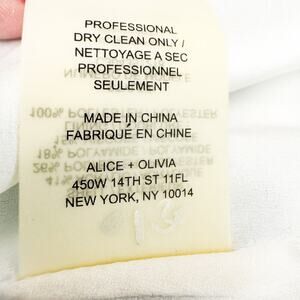 PROFESSIONAL
DRY CLEAN ONLY /
NETTOYAGE A SEC
PROFESSIONNEL
SEULEMENT
MADE IN CHINA
FABRIQUÉ EN CHINE
ALICE + OLIVIA
450W 14TH ST 11FL
NEW YORK, NY 10014